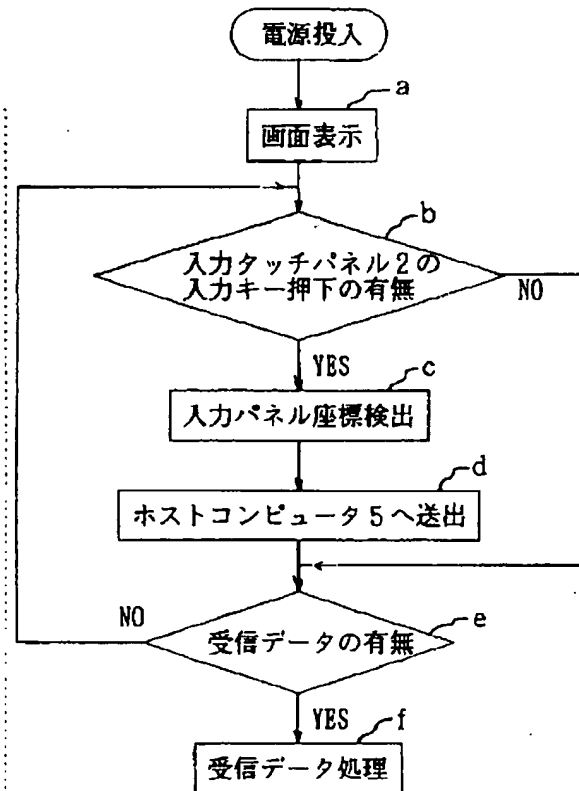 電源投入
a
画面表示
b
入力タッチパネル2の
入力キー押下の有無
NO
YES
c
入力パネル座標検出
d
ホストコンピュータ5へ送出
NO
e
受信データの有無
YES
f
受信データ処理